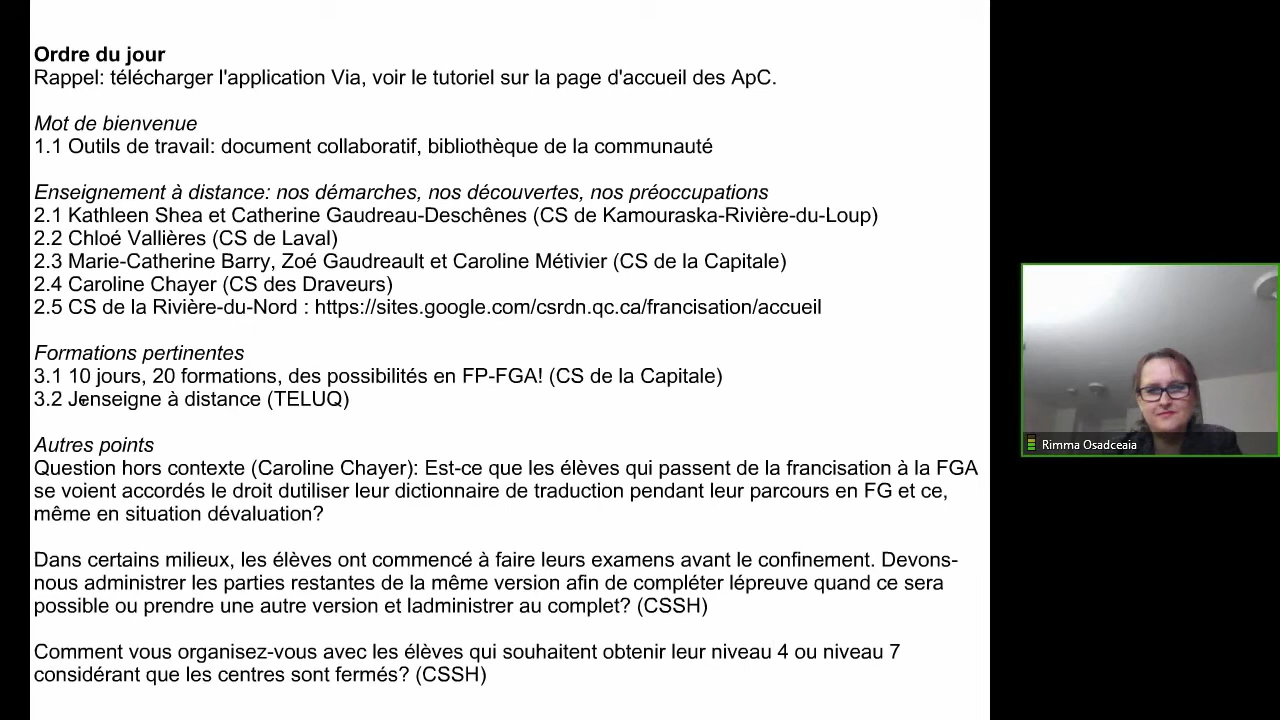 Ordre du jour
Rappel: télécharger l'application Via, voir le tutoriel sur la page d'accueil des ApC.
Mot de bienvenue
1.1 Outils de travail: document collaboratif, bibliothèque de la communauté
Enseignement à distance: nos démarches, nos découvertes, nos préoccupations
2.1 Kathleen Shea et Catherine Gaudreau-Deschênes (CS de Kamouraska-Rivière-du-Loup)
2.2 Chloé Vallières (CS de Laval)
2.3 Marie-Catherine Barry, Zoé Gaudreault et Caroline Métivier (CS de la Capitale)
2.4 Caroline Chayer (CS des Draveurs)
2.5 CS de la Rivière-du-Nord : https://sites.google.com/csrdn.qc.ca/francisation/accueil
Formations pertinentes
3.1 10 jours, 20 formations, des possibilités en FP-FGA! (CS de la Capitale)
3.2 Jenseigne à distance (TELUQ)
Autres points
Question hors contexte (Caroline Chayer): Est-ce que les élèves qui passent de la francisation à la FGA
se voient accordés le droit dutiliser leur dictionnaire de traduction pendant leur parcours en FG et ce,
même en situation dévaluation?
Dans certains milieux, les élèves ont commencé à faire leurs examens avant le confinement. Devons-
nous administrer les parties restantes de la même version afin de compléter lépreuve quand ce sera
possible ou prendre une autre version et ladministrer au complet? (CSSH)
Comment vous organisez-vous avec les élèves qui souhaitent obtenir leur niveau 4 ou niveau 7
considérant que les centres sont fermés? (CSSH)
Rimma Osadceaia